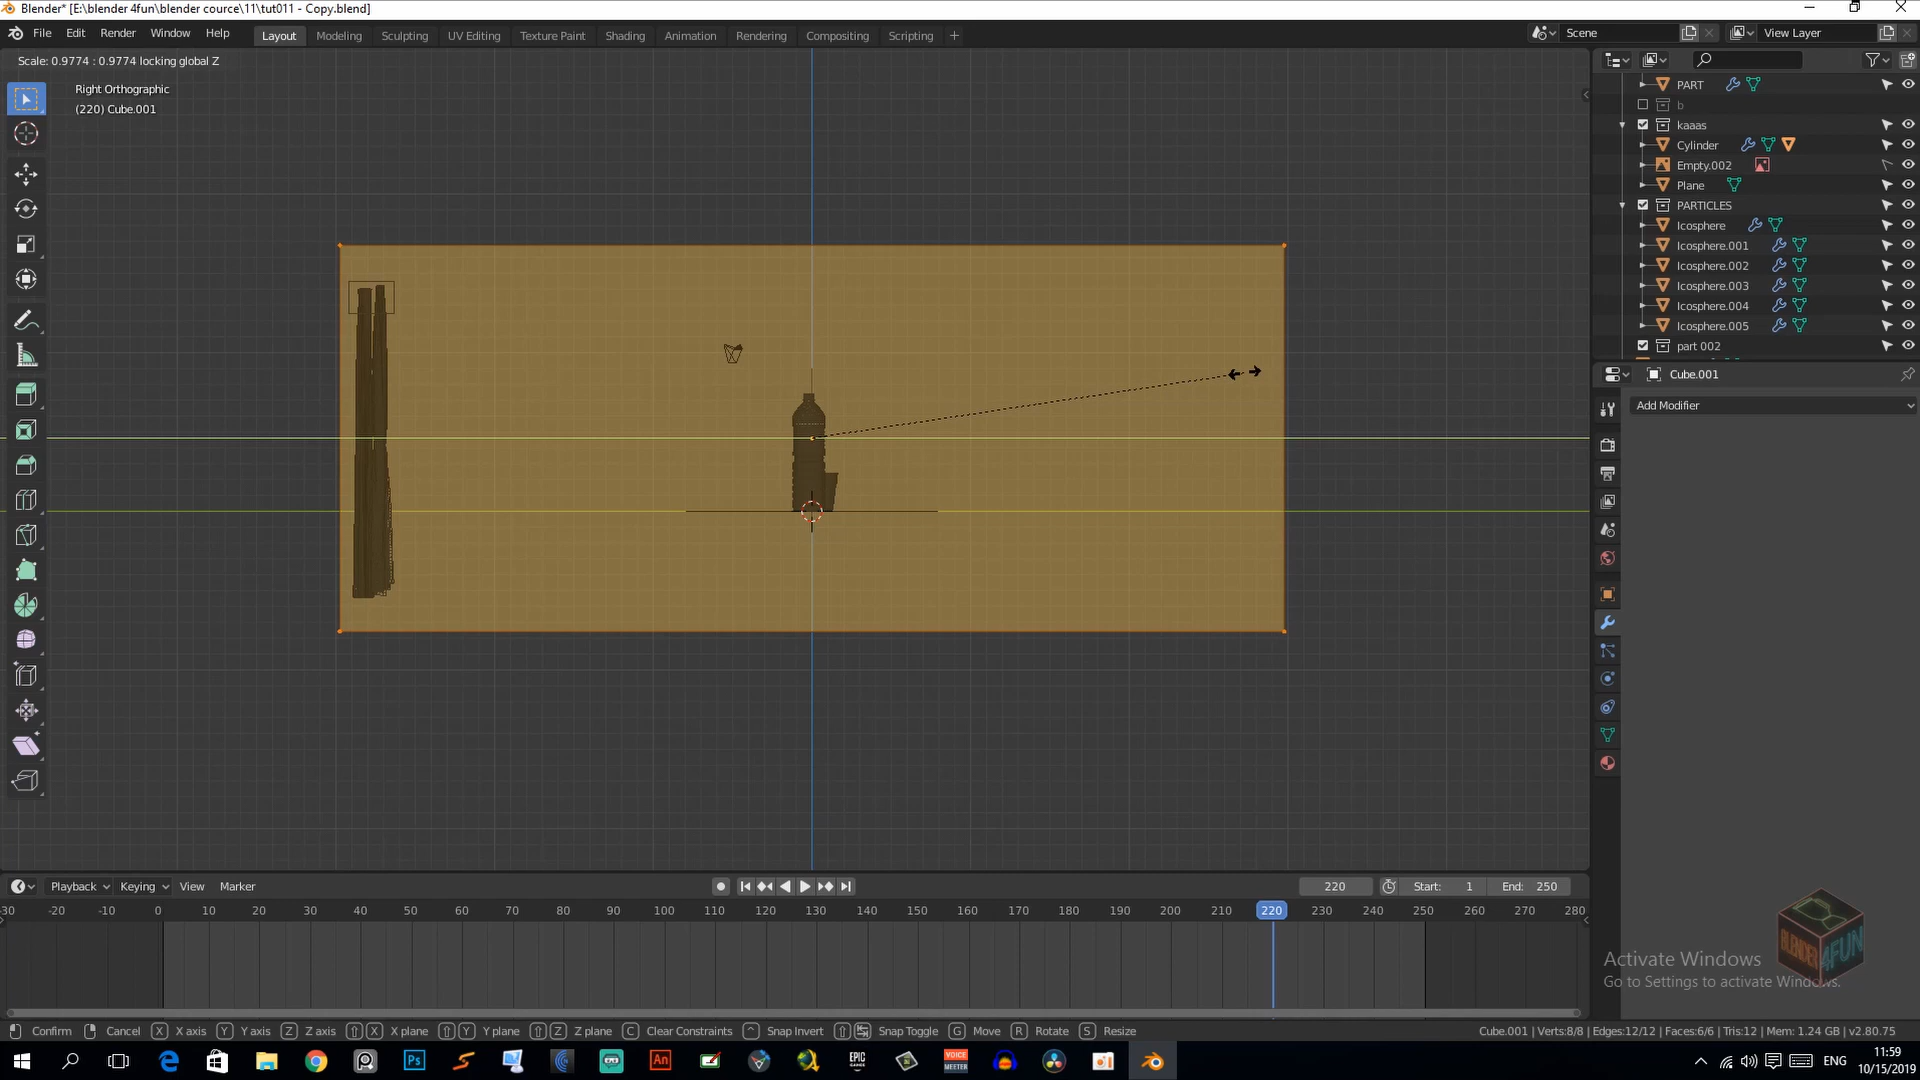 Blender* [E:\blender 4fun\blender cource\11\tut011 - Copy.blend]
File Edit Render Window Help
Layout Modeling Sculpting UV Editing Texture Paint Shading Animation Rendering Compositing Scripting
Scene
View Layer
Scale: 0.9774 : 0.9774 locking global Z
Right Orthographic
(220) Cube.001
PART
b
kaaas
Cylinder
Empty.002
Plane
PARTICLES
Icosphere
Icosphere.001
Icosphere.002
Icosphere.003
Icosphere.004
Icosphere.005
part 002
Cube.001
Add Modifier
Playback Keying View Marker
220
Start: 1
End: 250
-30 -20 -10 0 10 20 30 40 50 60 70 80 90 100 110 120 130 140 150 160 170 180 190 200 210 220 230 240 250 260 270 280
BLENDER 4FUN
Activate Windows
Go to Settings to activate Windows.
Confirm Cancel X X axis Y Y axis Z Z axis X X plane Y Y plane Z Z plane C Clear Constraints Snap Invert Snap Toggle G Move R Rotate S Resize
Cube.001 | Verts:8/8 | Edges:12/12 | Faces:6/6 | Tris:12 | Mem: 1.24 GB | v2.80.75
Ps
An
EPIC GAMES
VOICE MEETER
ENG
11:59
10/15/2019